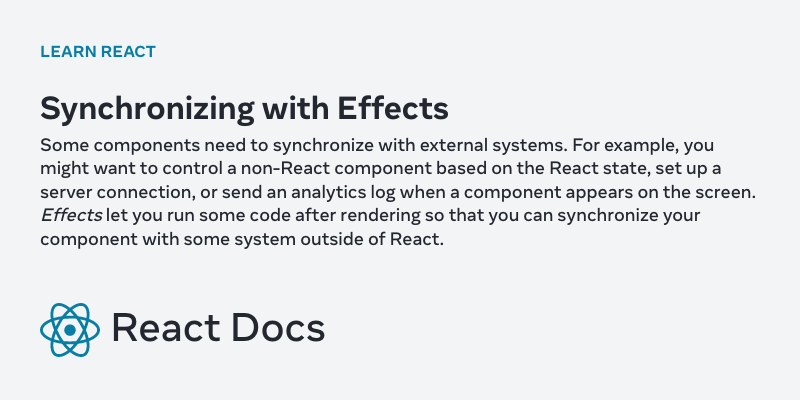 LEARN REACT
Synchronizing with Effects
Some components need to synchronize with external systems. For example, you
might want to control a non-React component based on the React state, set up a
server connection, or send an analytics log when a component appears on the screen.
Effects let you run some code after rendering so that you can synchronize your
component with some system outside of React.
React Docs